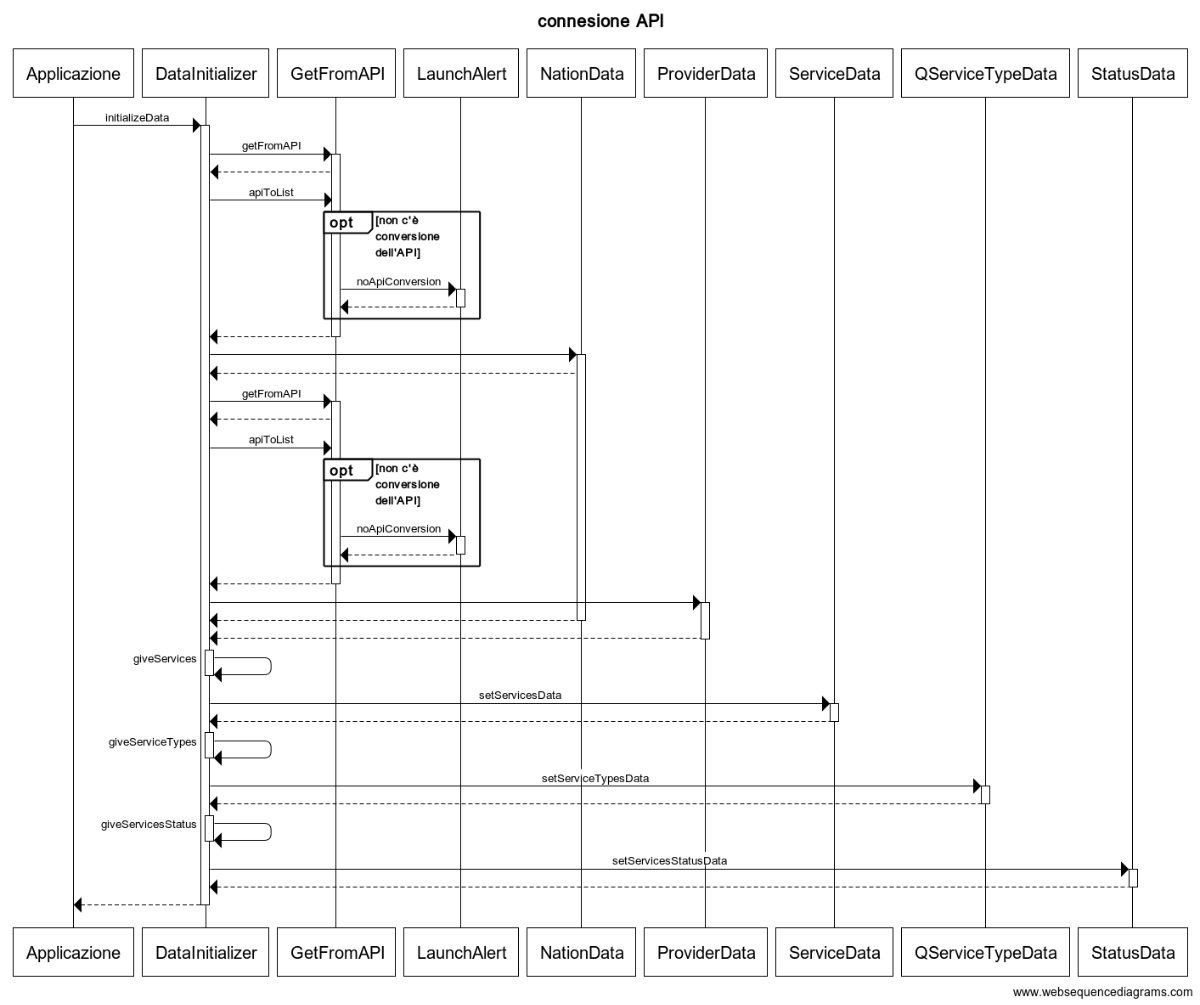 connesione API
Applicazione DataInitializer GetFromAPI LaunchAlert NationData ProviderData ServiceData QServiceTypeData StatusData
initializeData
getFromAPI
apiToList
opt [non c'è
conversione
dell'API]
noApiConversion
getFromAPI
apiToList
opt [non c'è
conversione
dell'API]
noApiConversion
giveServices
setServicesData
giveServiceTypes
setServiceTypesData
giveServicesStatus
setServicesStatusData
Applicazione DataInitializer GetFromAPI LaunchAlert NationData ProviderData ServiceData QServiceTypeData StatusData
www.websequencediagrams.com